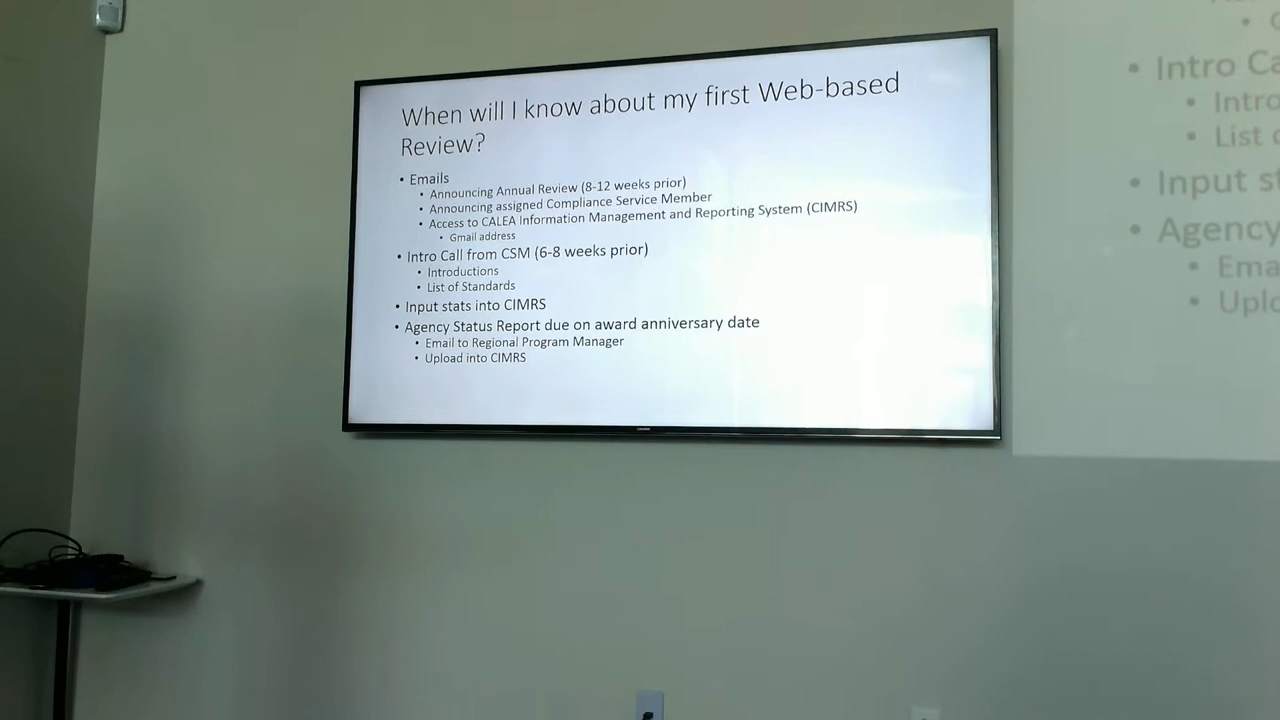 When will I know about my first Web-based
Review?
• Emails
• Announcing Annual Review (8-12 weeks prior)
• Announcing assigned Compliance Service Member
• Access to CALEA Information Management and Reporting System (CIMRS)
• Gmail address
• Intro Call from CSM (6-8 weeks prior)
• Introductions
• List of Standards
• Input stats into CIMRS
• Agency Status Report due on award anniversary date
• Email to Regional Program Manager
• Upload into CIMRS
• Intro Ca
• Intro
• List
• Input st
• Agency
• Ema
• Uplo